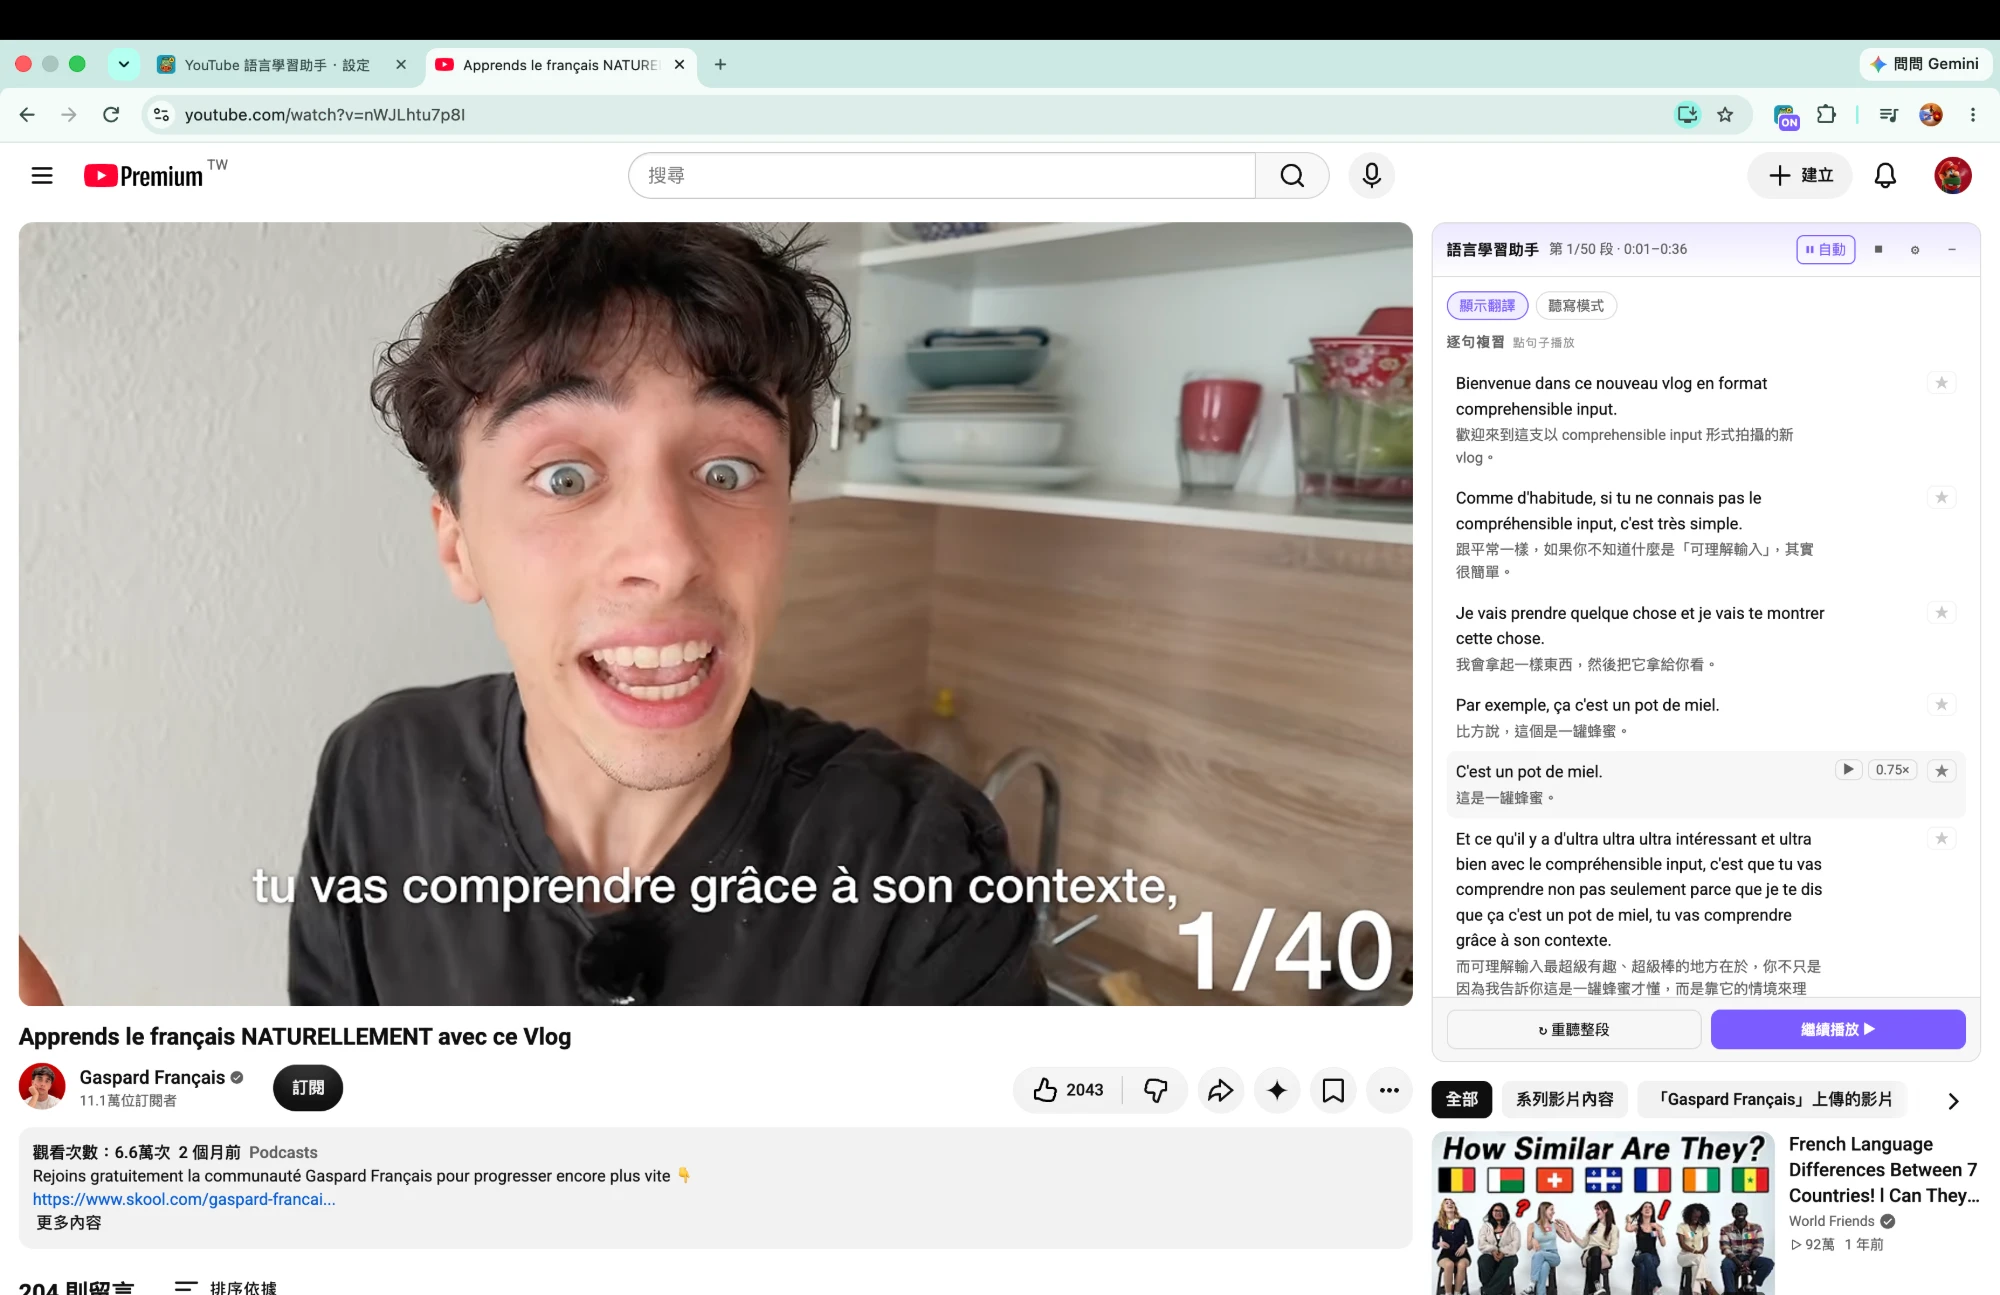 YouTube 語言學習助手 · 設定
Apprends le français NATURE
問問 Gemini
youtube.com/watch?v=nWJLhtu7p8I
ON
Premium TW
搜尋
建立
tu vas comprendre grâce à son contexte,
1/40
語言學習助手 第 1/50 段 · 0:01–0:36
自動
顯示翻譯 聽寫模式
逐句複習 點句子播放
Bienvenue dans ce nouveau vlog en format
comprehensible input.
歡迎來到這支以 comprehensible input 形式拍攝的新
vlog。
Comme d'habitude, si tu ne connais pas le
compréhensible input, c'est très simple.
跟平常一樣，如果你不知道什麼是「可理解輸入」，其實
很簡單。
Je vais prendre quelque chose et je vais te montrer
cette chose.
我會拿起一樣東西，然後把它拿給你看。
Par exemple, ça c'est un pot de miel.
比方說，這個是一罐蜂蜜。
C'est un pot de miel.
0.75×
這是一罐蜂蜜。
Et ce qu'il y a d'ultra ultra ultra intéressant et ultra
bien avec le compréhensible input, c'est que tu vas
comprendre non pas seulement parce que je te dis
que ça c'est un pot de miel, tu vas comprendre
grâce à son contexte.
而可理解輸入最超級有趣、超級棒的地方在於，你不只是
因為我告訴你這是一罐蜂蜜才懂，而是靠它的情境來理
↻ 重聽整段
繼續播放 ▶
Apprends le français NATURELLEMENT avec ce Vlog
Gaspard Français
11.1萬位訂閱者
訂閱
2043
觀看次數：6.6萬次 2 個月前 Podcasts
Rejoins gratuitement la communauté Gaspard Français pour progresser encore plus vite 👇
https://www.skool.com/gaspard-francai...
更多內容
204 則留言
排序依據
全部 系列影片內容 「Gaspard Français」上傳的影片
How Similar Are They?
French Language
Differences Between 7
Countries! l Can They...
World Friends
92萬 1 年前